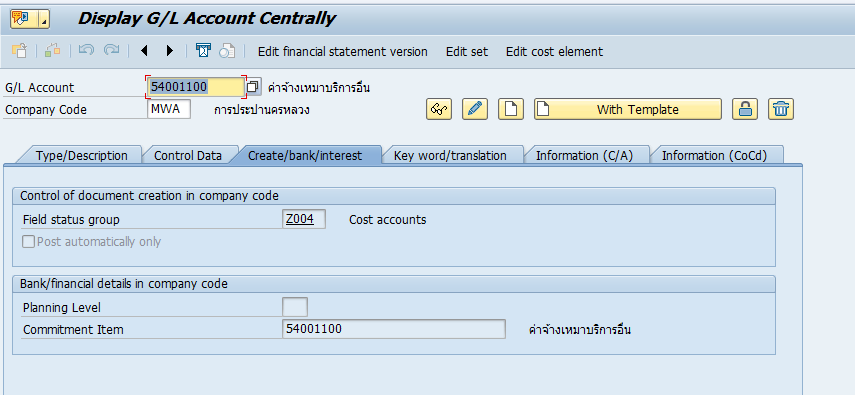 Display G/L Account Centrally
Edit financial statement version Edit set Edit cost element
G/L Account 54001100 ค่าจ้างเหมาบริการอื่น
Company Code MWA การประปานครหลวง
With Template
Type/Description Control Data Create/bank/interest Key word/translation Information (C/A) Information (CoCd)
Control of document creation in company code
Field status group Z004 Cost accounts
Post automatically only
Bank/financial details in company code
Planning Level
Commitment Item 54001100 ค่าจ้างเหมาบริการอื่น